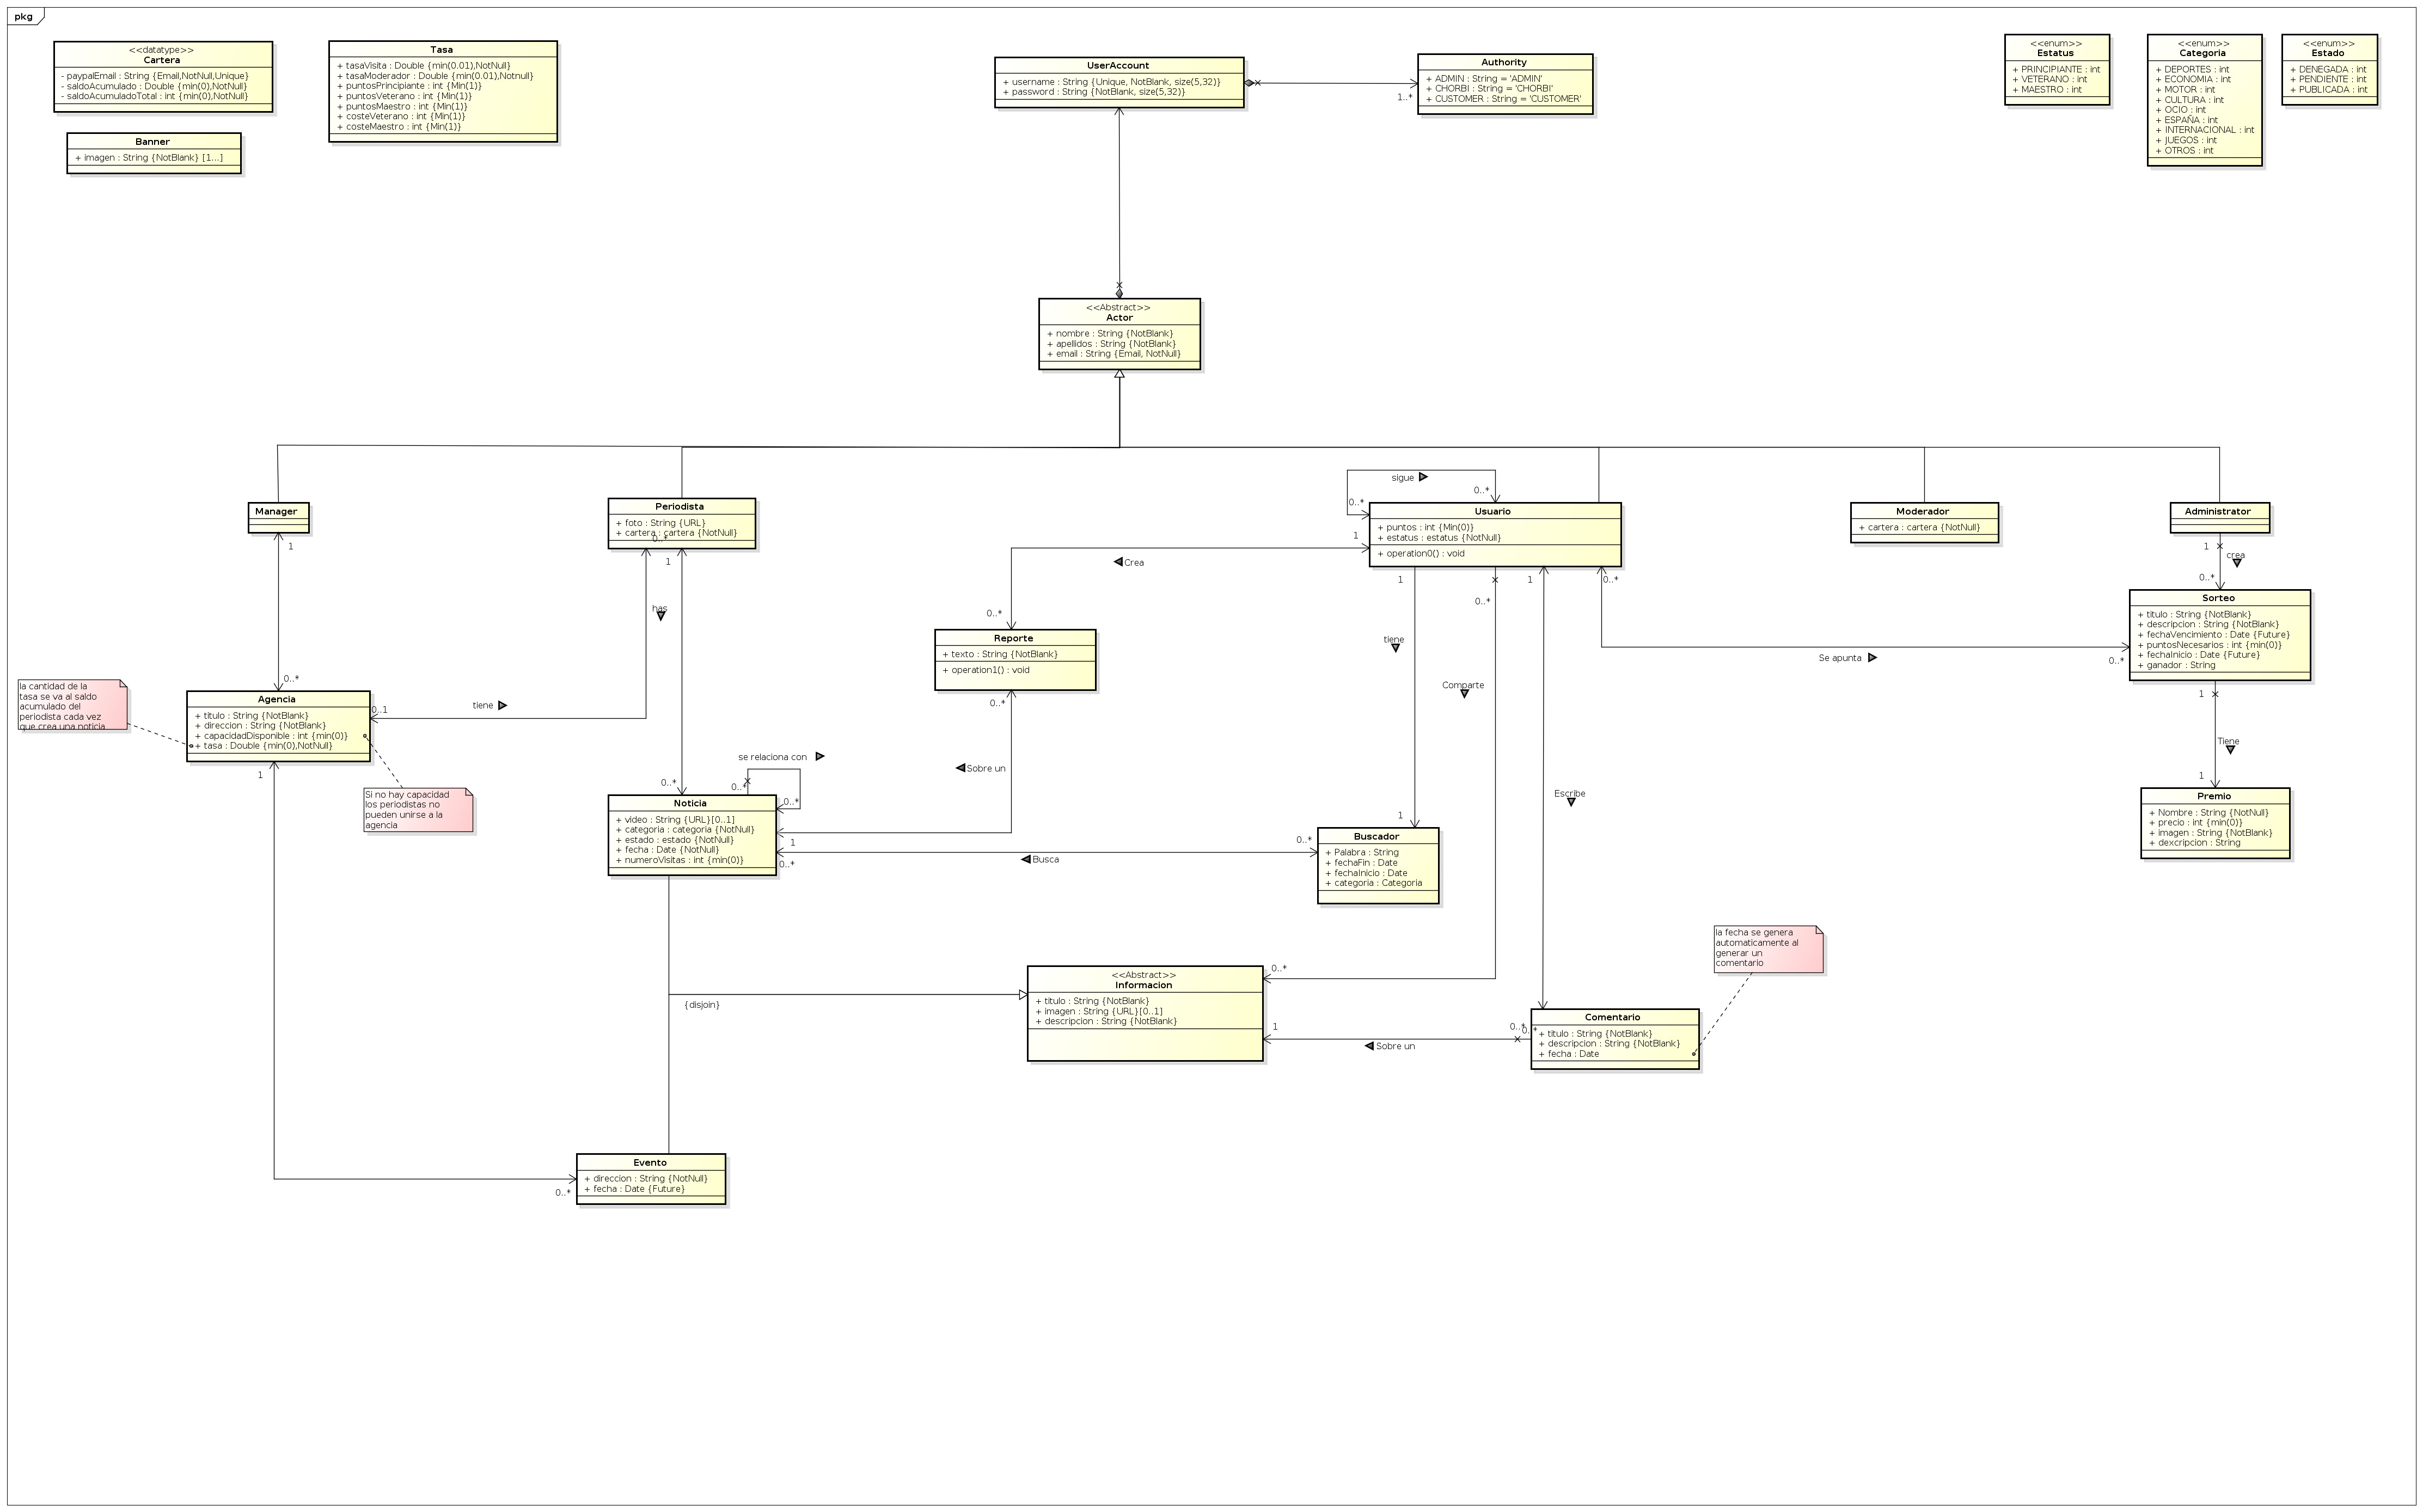 pkg
<<datatype>>
Cartera
- paypalEmail : String {Email,NotNull,Unique}
- saldoAcumulado : Double {min(0),NotNull}
- saldoAcumuladoTotal : int {min(0),NotNull}
Banner
+ imagen : String {NotBlank} [1...]
Tasa
+ tasaVisita : Double {min(0.01),NotNull}
+ tasaModerador : Double {min(0.01),Notnull}
+ puntosPrincipiante : int {Min(1)}
+ puntosVeterano : int {Min(1)}
+ puntosMaestro : int {Min(1)}
+ costeVeterano : int {Min(1)}
+ costeMaestro : int {Min(1)}
UserAccount
+ username : String {Unique, NotBlank, size(5,32)}
+ password : String {NotBlank, size(5,32)}
1..*
Authority
+ ADMIN : String = 'ADMIN'
+ CHORBI : String = 'CHORBI'
+ CUSTOMER : String = 'CUSTOMER'
<<enum>>
Estatus
+ PRINCIPIANTE : int
+ VETERANO : int
+ MAESTRO : int
<<enum>>
Categoria
+ DEPORTES : int
+ ECONOMIA : int
+ MOTOR : int
+ CULTURA : int
+ OCIO : int
+ ESPAÑA : int
+ INTERNACIONAL : int
+ JUEGOS : int
+ OTROS : int
<<enum>>
Estado
+ DENEGADA : int
+ PENDIENTE : int
+ PUBLICADA : int
<<Abstract>>
Actor
+ nombre : String {NotBlank}
+ apellidos : String {NotBlank}
+ email : String {Email, NotNull}
Manager
1
0..*
Periodista
+ foto : String {URL}
+ cartera : cartera {NotNull}
0..*
1
has
0..*
sigue
0..*
0..*
Usuario
+ puntos : int {Min(0)}
+ estatus : estatus {NotNull}
+ operation0() : void
1
Crea
0..*
1
0..*
1
0..*
Moderador
+ cartera : cartera {NotNull}
Administrator
1
crea
0..*
Sorteo
+ titulo : String {NotBlank}
+ descripcion : String {NotBlank}
+ fechaVencimiento : Date {Future}
+ puntosNecesarios : int {min(0)}
+ fechaInicio : Date {Future}
+ ganador : String
Se apunta
0..*
1
Tiene
1
Premio
+ Nombre : String {NotNull}
+ precio : int {min(0)}
+ imagen : String {NotBlank}
+ dexcripcion : String
Reporte
+ texto : String {NotBlank}
+ operation1() : void
0..*
Sobre un
1
tiene
1
Comparte
0..*
Escribe
0..*
la cantidad de la
tasa se va al saldo
acumulado del
periodista cada vez
que crea una noticia
Agencia
+ titulo : String {NotBlank}
+ direccion : String {NotBlank}
+ capacidadDisponible : int {min(0)}
+ tasa : Double {min(0),NotNull}
0..1
tiene
1
Si no hay capacidad
los periodistas no
pueden unirse a la
agencia
se relaciona con
0..*
0..*
Noticia
+ video : String {URL}[0..1]
+ categoria : categoria {NotNull}
+ estado : estado {NotNull}
+ fecha : Date {NotNull}
+ numeroVisitas : int {min(0)}
0..*
Busca
0..*
Buscador
+ Palabra : String
+ fechaFin : Date
+ fechaInicio : Date
+ categoria : Categoria
{disjoin}
<<Abstract>>
Informacion
+ titulo : String {NotBlank}
+ imagen : String {URL}[0..1]
+ descripcion : String {NotBlank}
1
Sobre un
0..*
la fecha se genera
automaticamente al
generar un
comentario
Comentario
+ titulo : String {NotBlank}
+ descripcion : String {NotBlank}
+ fecha : Date
Evento
+ direccion : String {NotNull}
+ fecha : Date {Future}
0..*